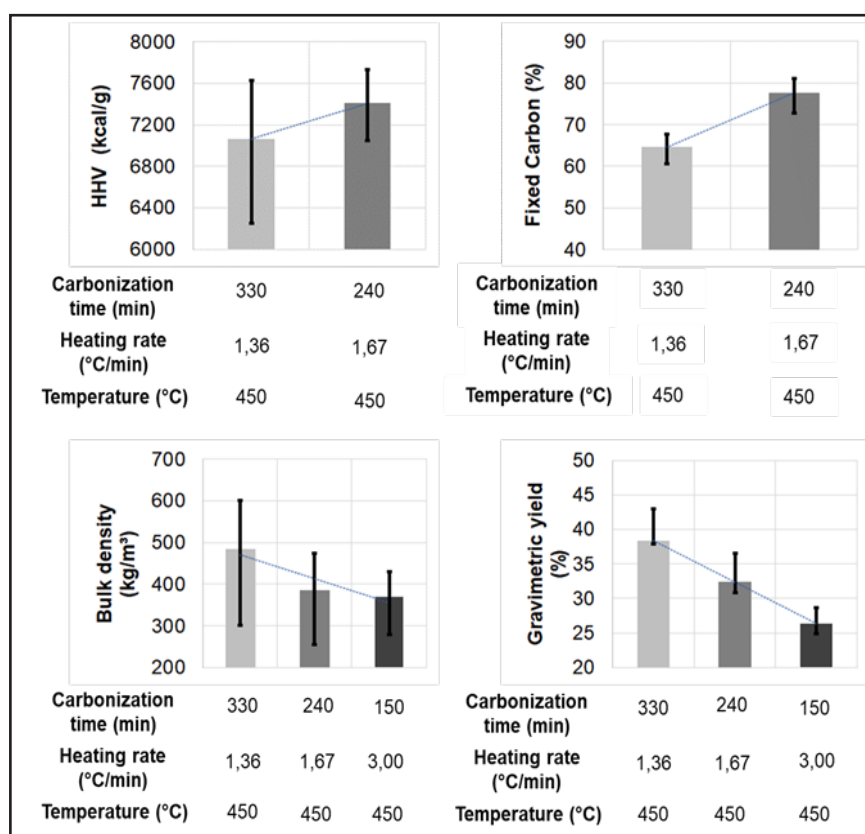 HHV (kcal/g)
8000
7600
7200
6800
6400
6000
Carbonization
time (min)
330 240
Heating rate
(°C/min)
1,36 1,67
Temperature (°C)
450 450
Fixed Carbon (%)
90
80
70
60
50
40
Carbonization
time (min)
330 240
Heating rate
(°C/min)
1,36 1,67
Temperature (°C)
450 450
Bulk density
(kg/m³)
700
600
500
400
300
200
Carbonization
time (min)
330 240 150
Heating rate
(°C/min)
1,36 1,67 3,00
Temperature (°C)
450 450 450
Gravimetric yield
(%)
50
45
40
35
30
25
20
Carbonization
time (min)
330 240 150
Heating rate
(°C/min)
1,36 1,67 3,00
Temperature (°C)
450 450 450